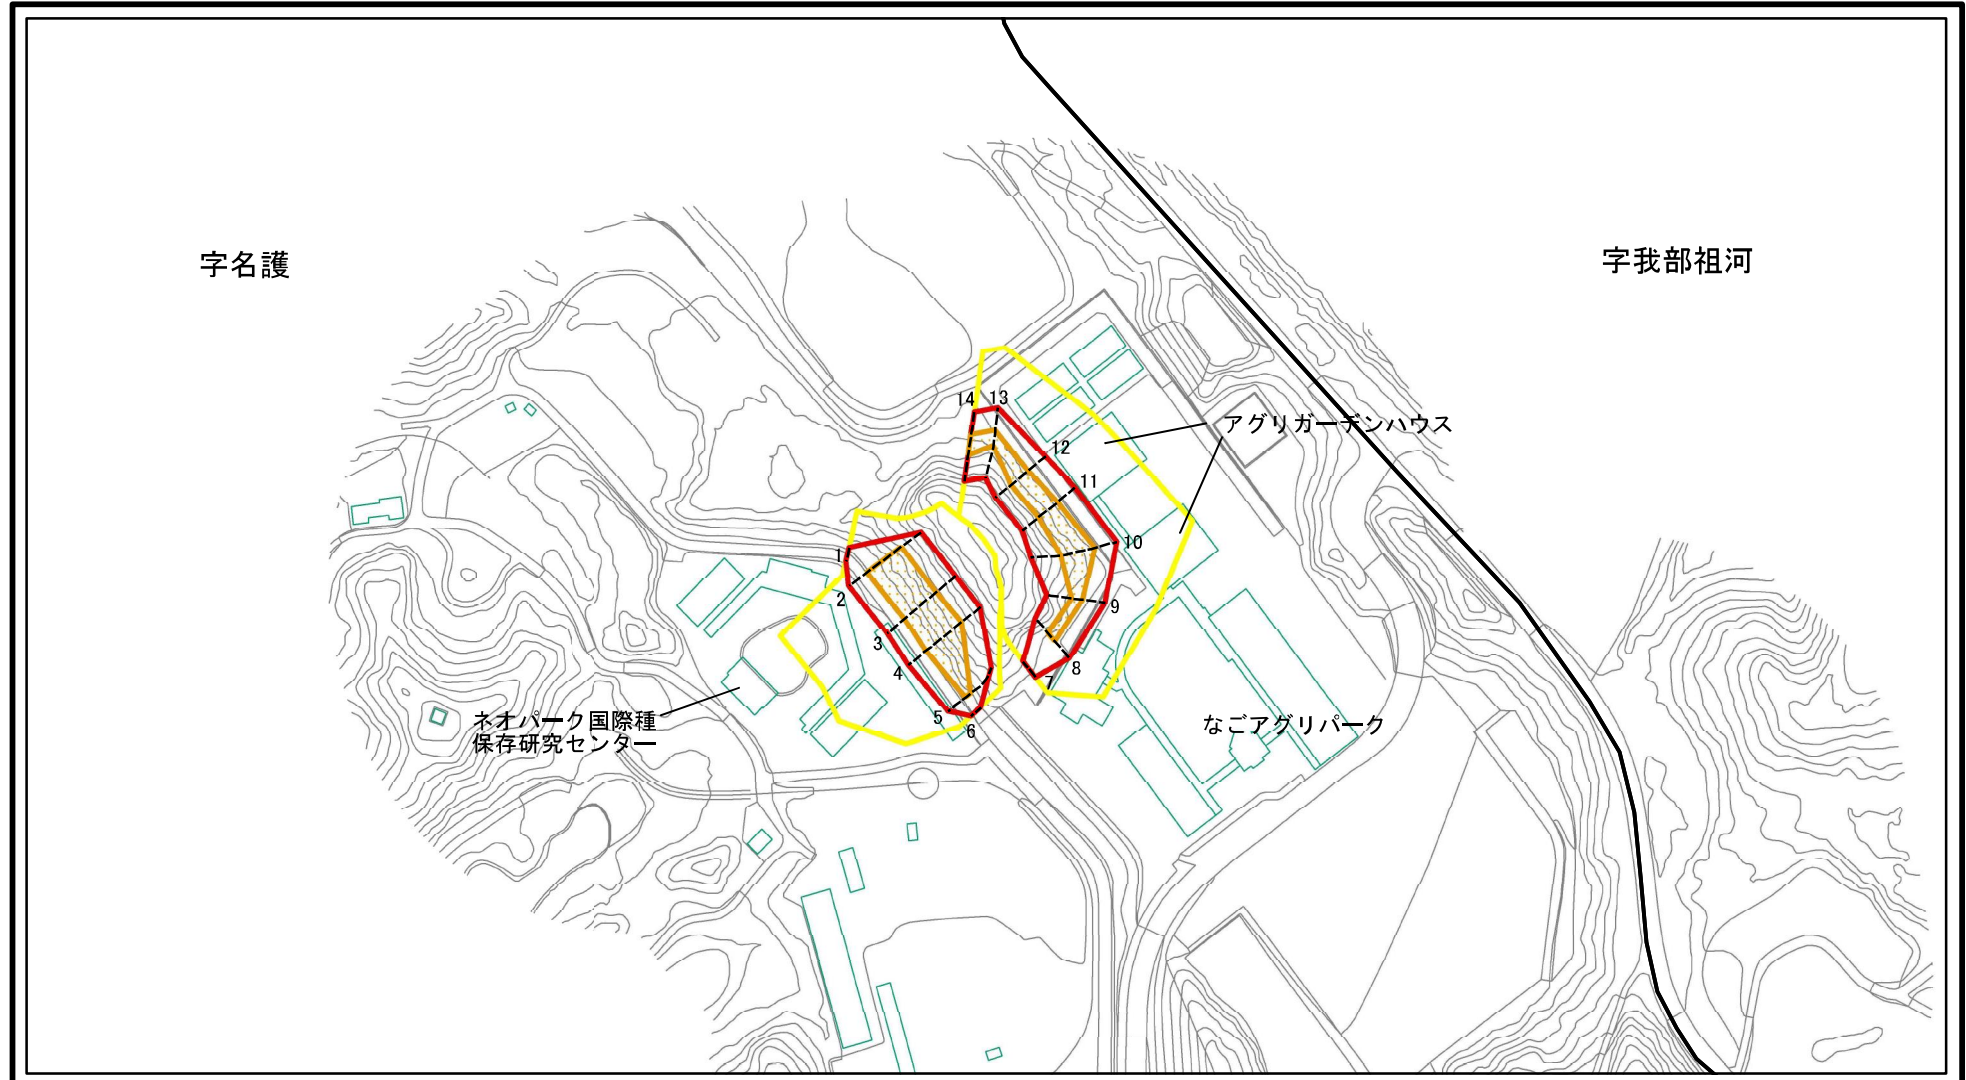 字名護
字我部祖河
14 13
アグリガーデンハウス
12
11
10
1
2
9
3
4
8
7
5
6
ネオパーク国際種
保存研究センター
なごアグリパーク